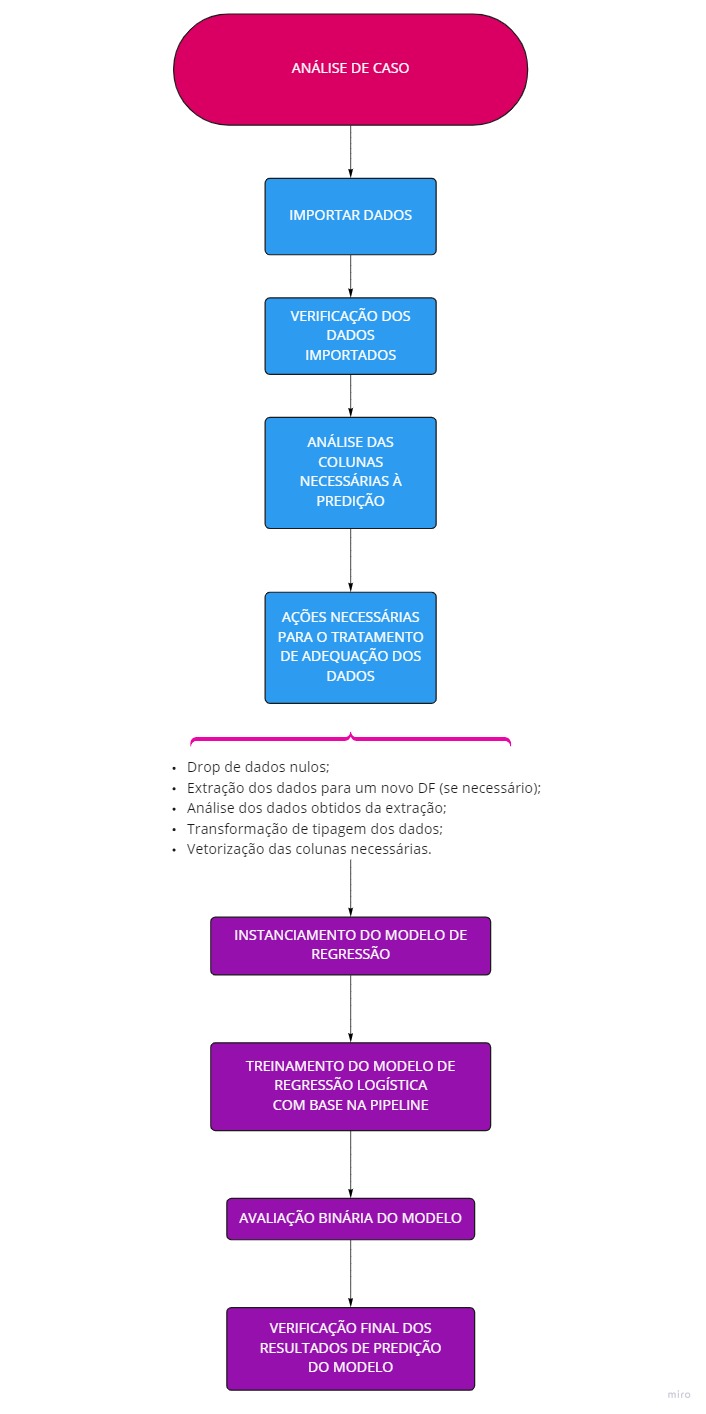 ANÁLISE DE CASO
IMPORTAR DADOS
VERIFICAÇÃO DOS
DADOS
IMPORTADOS
ANÁLISE DAS
COLUNAS
NECESSÁRIAS À
PREDIÇÃO
AÇÕES NECESSÁRIAS
PARA O TRATAMENTO
DE ADEQUAÇÃO DOS
DADOS
• Drop de dados nulos;
• Extração dos dados para um novo DF (se necessário);
• Análise dos dados obtidos da extração;
• Transformação de tipagem dos dados;
• Vetorização das colunas necessárias.
INSTANCIAMENTO DO MODELO DE
REGRESSÃO
TREINAMENTO DO MODELO DE
REGRESSÃO LOGÍSTICA
COM BASE NA PIPELINE
AVALIAÇÃO BINÁRIA DO MODELO
VERIFICAÇÃO FINAL DOS
RESULTADOS DE PREDIÇÃO
DO MODELO
miro